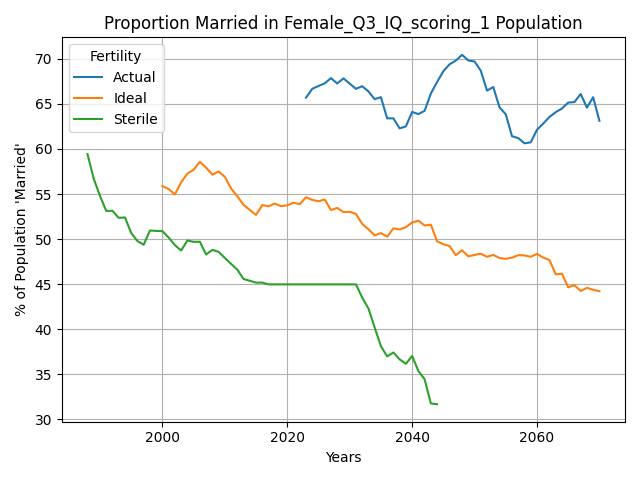 Proportion Married in Female_Q3_IQ_scoring_1 Population
% of Population 'Married'
70
65
60
55
50
45
40
35
30
Fertility
Actual
Ideal
Sterile
2000 2020 2040 2060
Years